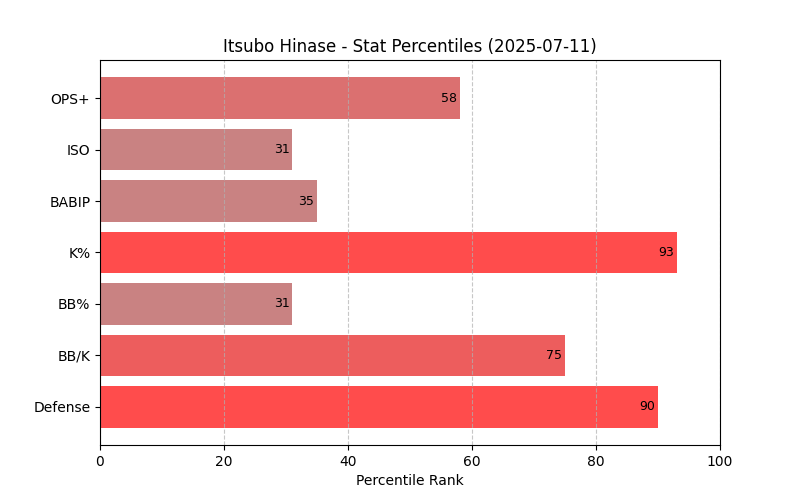 Itsubo Hinase - Stat Percentiles (2025-07-11)
OPS+ 58
ISO 31
BABIP 35
K% 93
BB% 31
BB/K 75
Defense 90
0 20 40 60 80 100
Percentile Rank